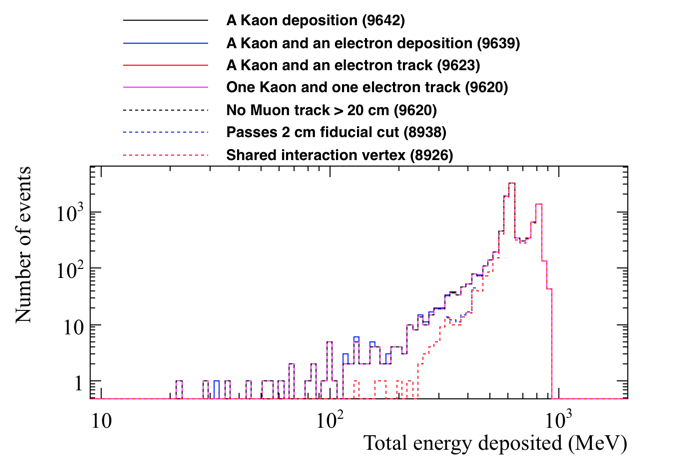 A Kaon deposition (9642)
A Kaon and an electron deposition (9639)
A Kaon and an electron track (9623)
One Kaon and one electron track (9620)
No Muon track > 20 cm (9620)
Passes 2 cm fiducial cut (8938)
Shared interaction vertex (8926)
Number of events
10³
10²
10
1
10 10² 10³
Total energy deposited (MeV)